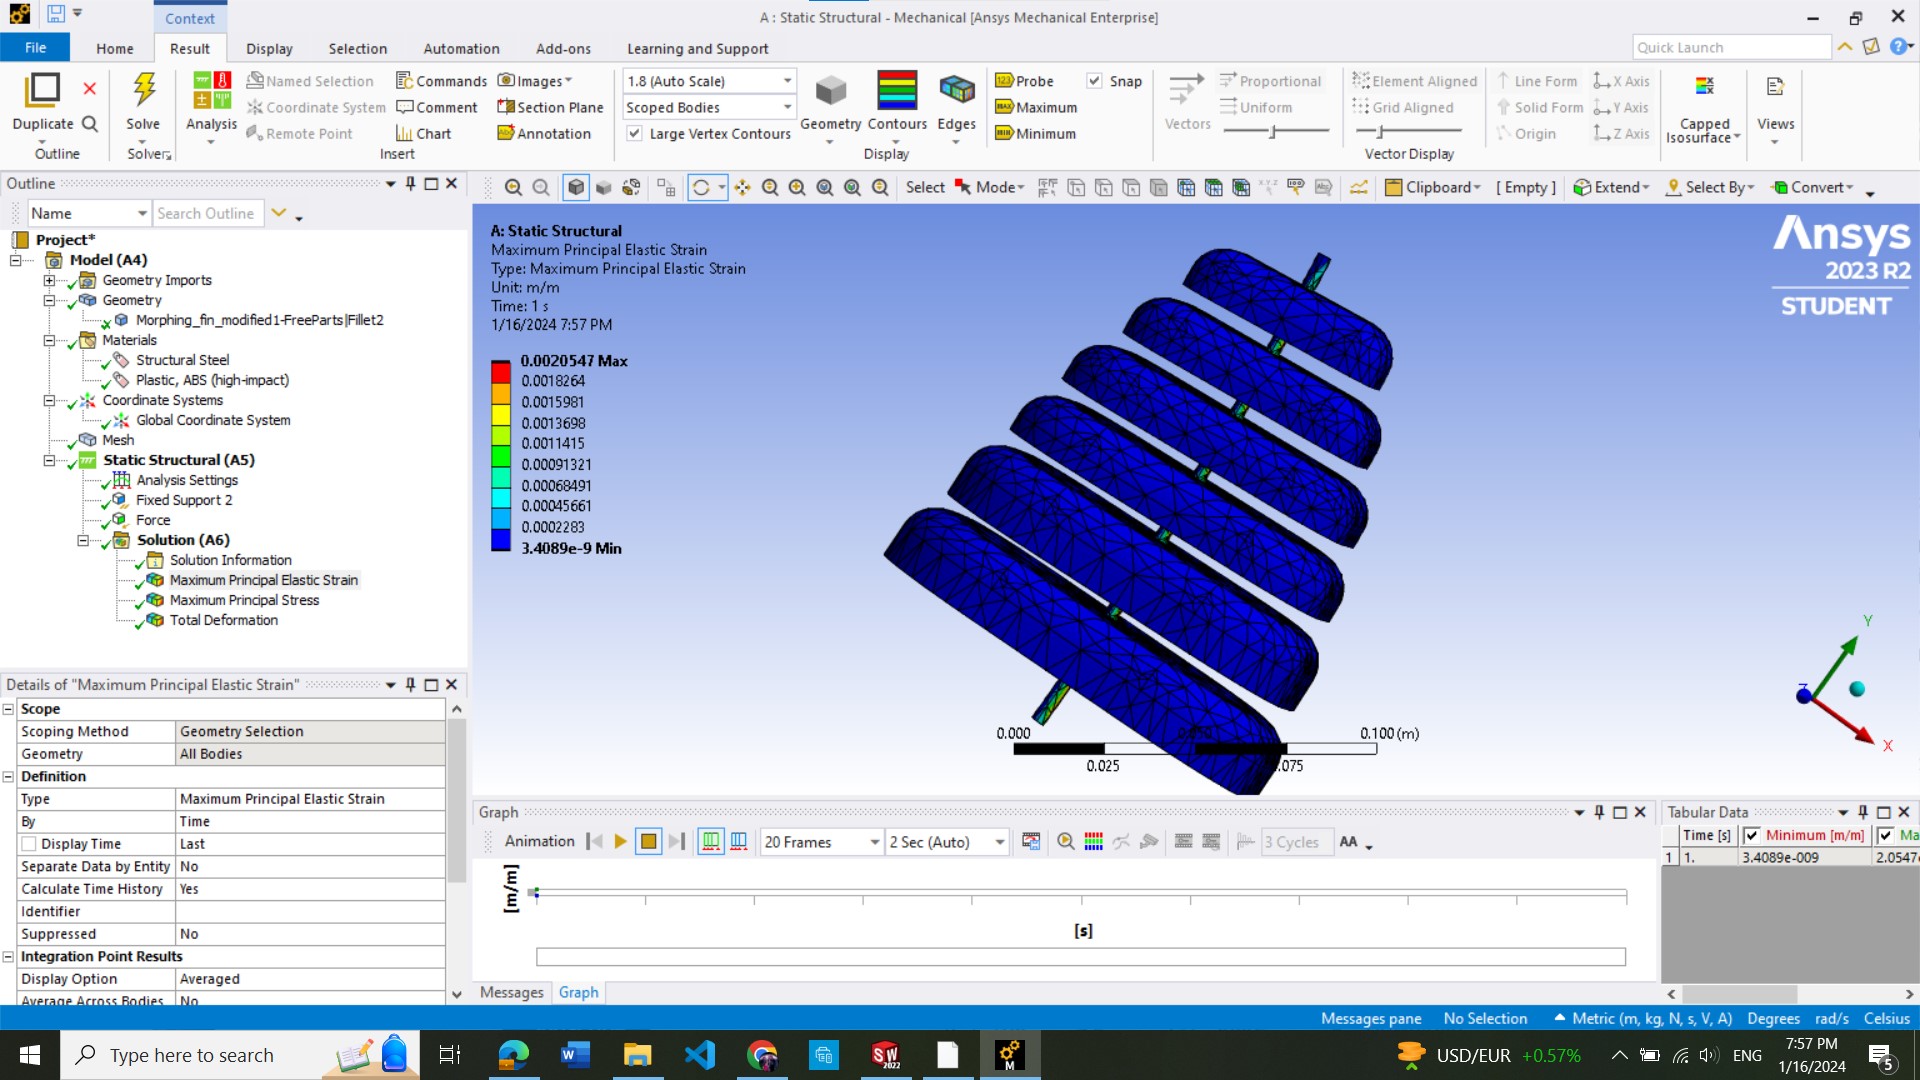 Context
A : Static Structural - Mechanical [Ansys Mechanical Enterprise]
File Home Result Display Selection Automation Add-ons Learning and Support Quick Launch
Duplicate
Outline
Solve
Solver
Analysis
Named Selection
Coordinate System
Remote Point
Commands
Comment
Chart
Images
Section Plane
Annotation
Insert
1.8 (Auto Scale)
Scoped Bodies
Large Vertex Contours
Geometry Contours Edges
Display
Probe
Maximum
Minimum
Snap
Vectors
Proportional
Uniform
Element Aligned
Grid Aligned
Vector Display
Line Form
Solid Form
Origin
X Axis
Y Axis
Z Axis
Capped
Isosurface
Views
Outline
Name Search Outline
Select Mode Clipboard [ Empty ] Extend Select By Convert
Project*
Model (A4)
Geometry Imports
Geometry
Morphing_fin_modified1-FreeParts|Fillet2
Materials
Structural Steel
Plastic, ABS (high-impact)
Coordinate Systems
Global Coordinate System
Mesh
Static Structural (A5)
Analysis Settings
Fixed Support 2
Force
Solution (A6)
Solution Information
Maximum Principal Elastic Strain
Maximum Principal Stress
Total Deformation
A: Static Structural
Maximum Principal Elastic Strain
Type: Maximum Principal Elastic Strain
Unit: m/m
Time: 1 s
1/16/2024 7:57 PM
0.0020547 Max
0.0018264
0.0015981
0.0013698
0.0011415
0.00091321
0.00068491
0.00045661
0.0002283
3.4089e-9 Min
Ansys
2023 R2
STUDENT
Y
Z
X
0.000 0.100 (m)
0.025 .075
Details of "Maximum Principal Elastic Strain"
Scope
Scoping Method Geometry Selection
Geometry All Bodies
Definition
Type Maximum Principal Elastic Strain
By Time
Display Time Last
Separate Data by Entity No
Calculate Time History Yes
Identifier
Suppressed No
Integration Point Results
Display Option Averaged
Average Across Bodies No
Graph
Animation 20 Frames 2 Sec (Auto) 3 Cycles AA
[m/m]
[s]
Messages Graph
Tabular Data
Time [s] Minimum [m/m] Ma
1 1. 3.4089e-009 2.0547
Messages pane No Selection Metric (m, kg, N, s, V, A) Degrees rad/s Celsius
Type here to search
W
SW
2022
M
USD/EUR +0.57%
ENG
7:57 PM
1/16/2024
5